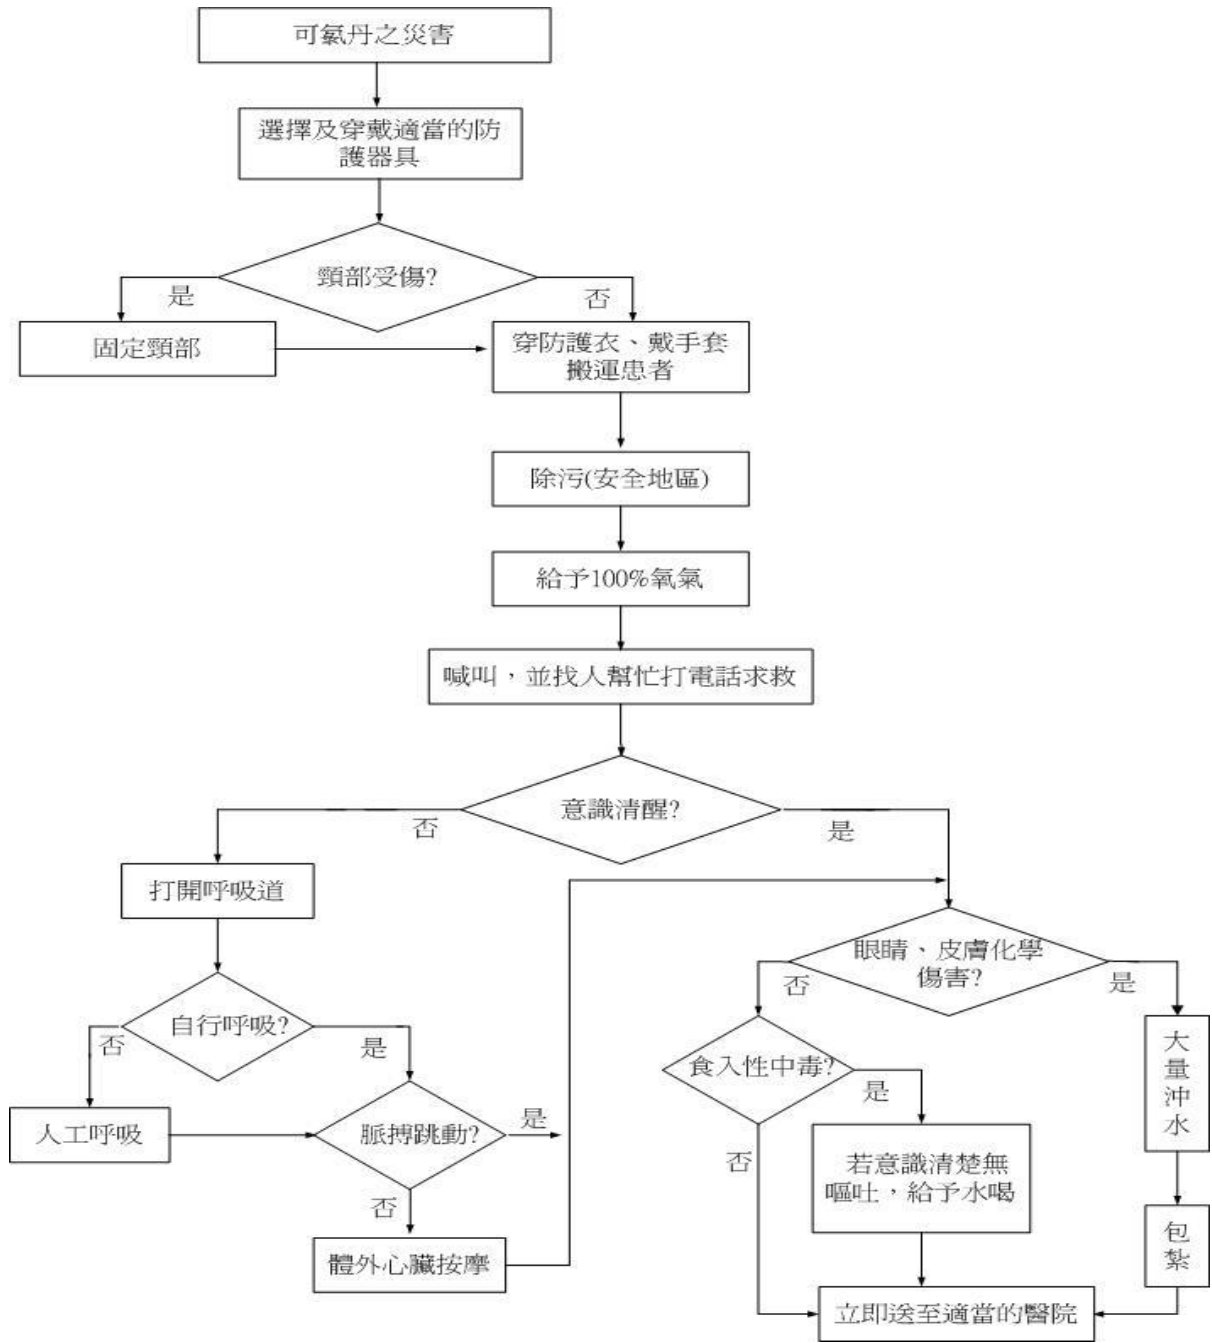 可氯丹之災害
選擇及穿戴適當的防
護器具
頸部受傷?
是
否
固定頸部
穿防護衣、戴手套
搬運患者
除污(安全地區)
給予100%氧氣
喊叫，並找人幫忙打電話求救
意識清醒?
否
是
打開呼吸道
眼睛、皮膚化學
傷害?
否
是
自行呼吸?
否
是
食入性中毒?
是
否
大
量
沖
水
人工呼吸
脈搏跳動?
是
否
若意識清楚無
嘔吐，給予水喝
包
紮
體外心臟按摩
立即送至適當的醫院